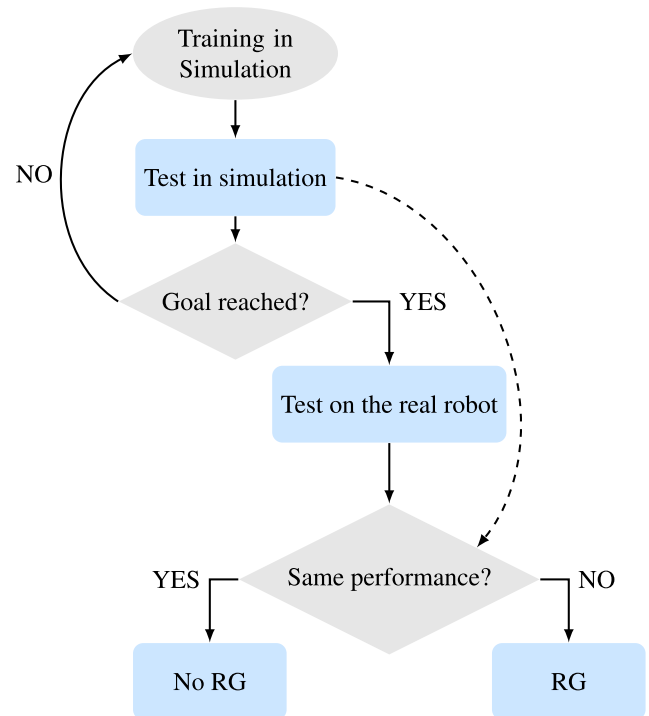 Training in
Simulation
NO
Test in simulation
Goal reached?
YES
Test on the real robot
YES
Same performance?
NO
No RG
RG